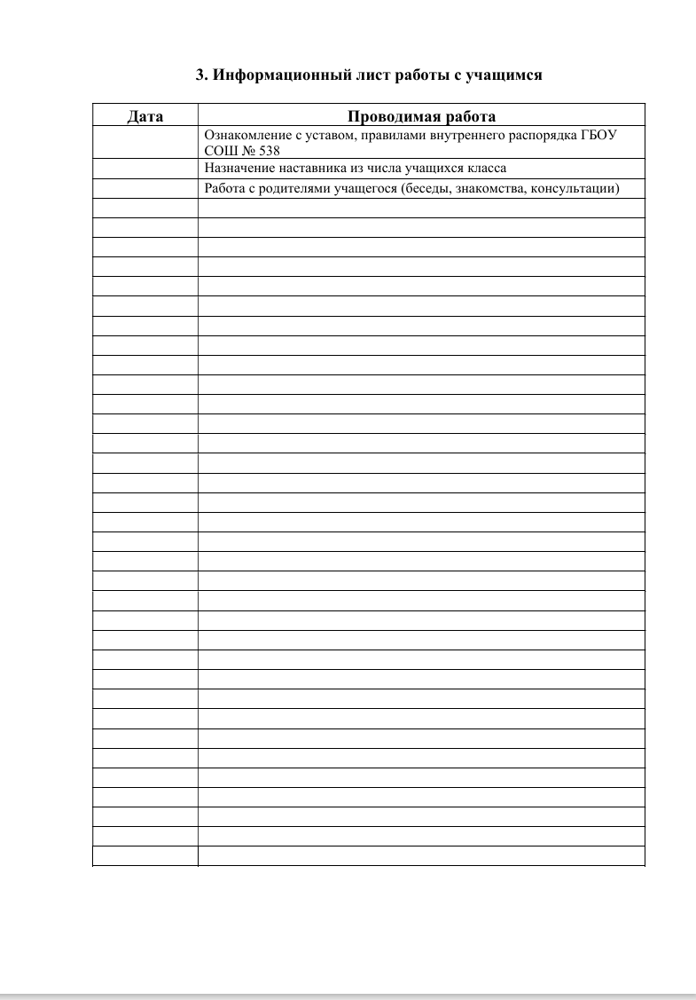 3. Информационный лист работы с учащимся
Дата Проводимая работа
Ознакомление с уставом, правилами внутреннего распорядка ГБОУ
СОШ № 538
Назначение наставника из числа учащихся класса
Работа с родителями учащегося (беседы, знакомства, консультации)